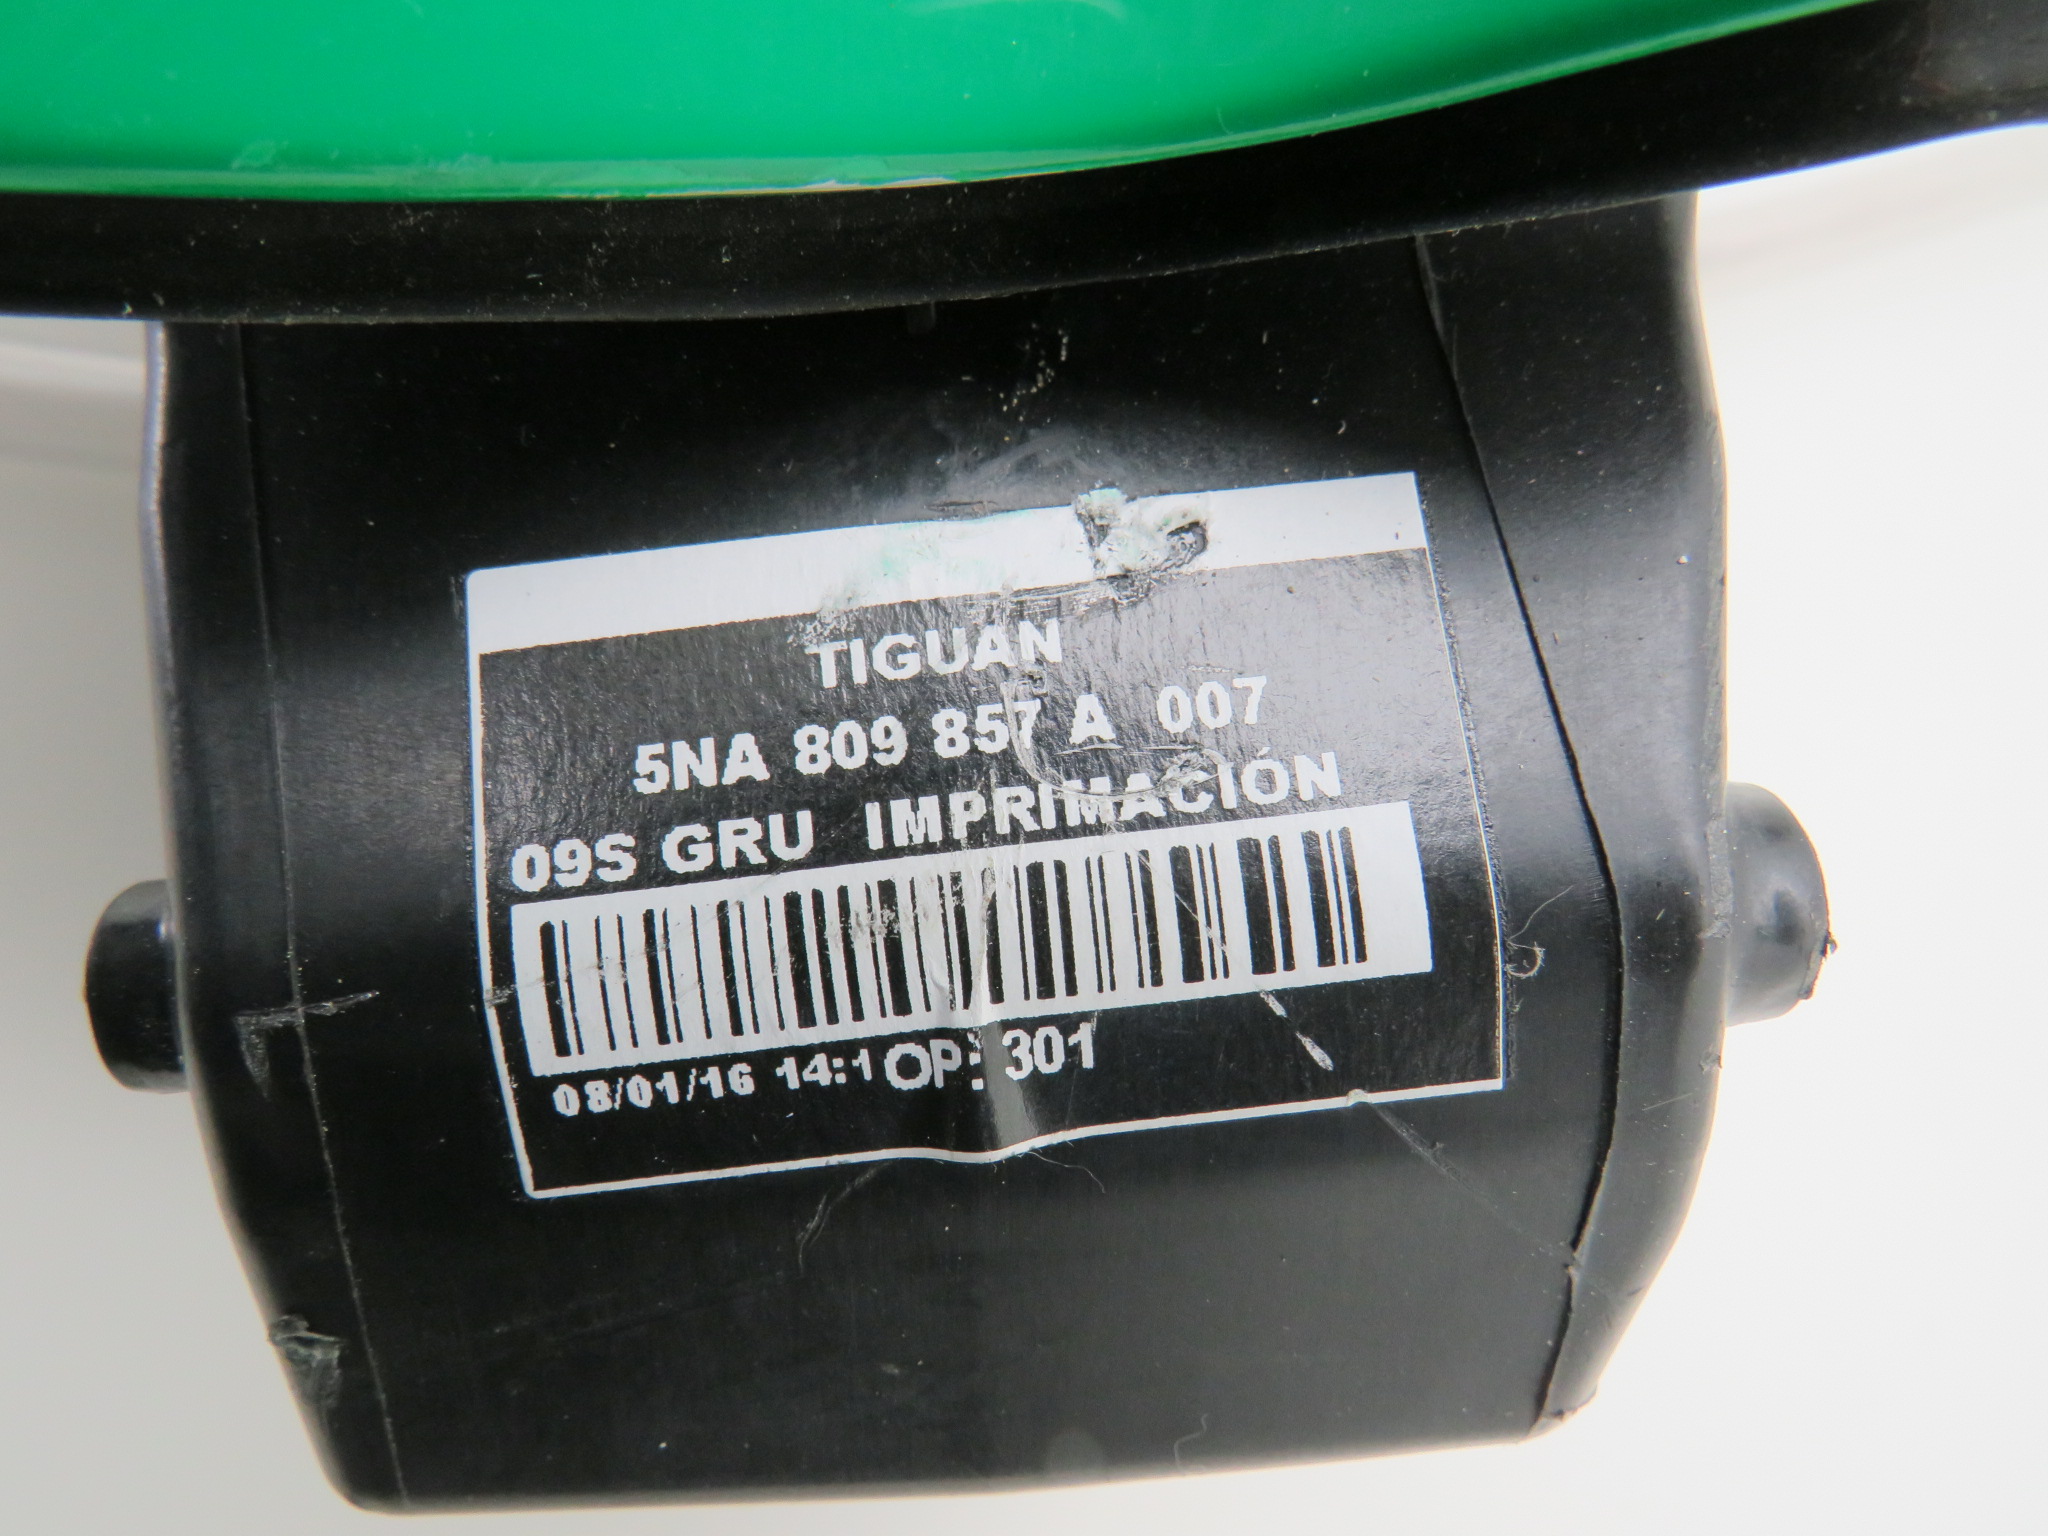 TIGUAN
5NA 809 857 A 007
09S GRU IMPRIMACIÓN
08/01/16 14:1 OP: 301